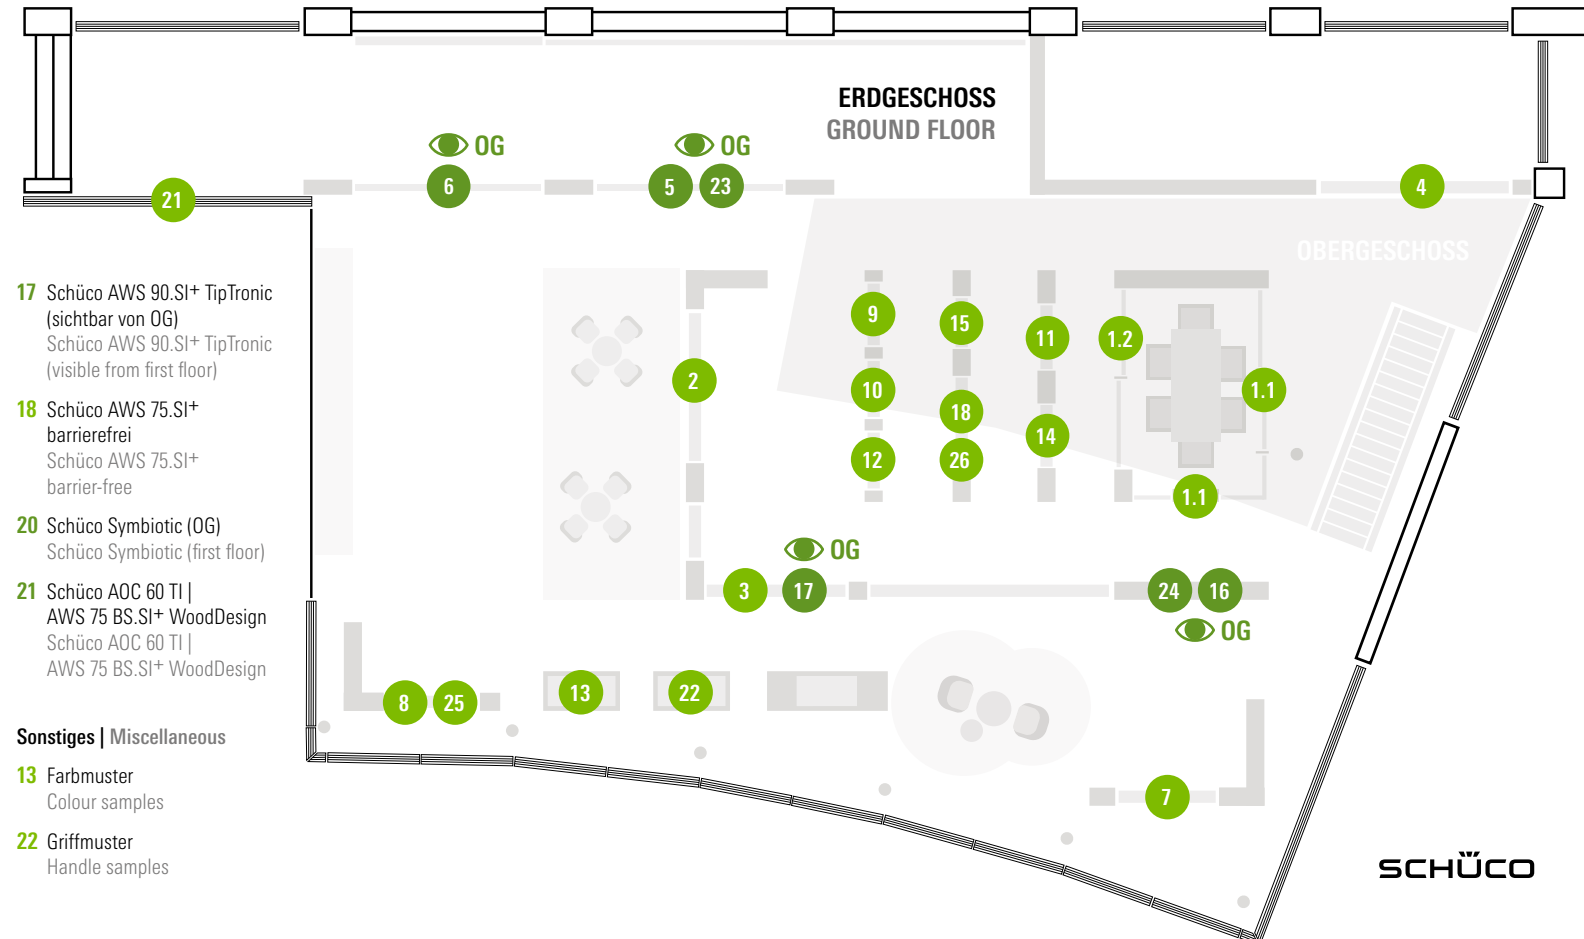 ERDGESCHOSS
GROUND FLOOR
OG
OG
6
5
23
4
21
OBERGESCHOSS
17 Schüco AWS 90.SI+ TipTronic
(sichtbar von OG)
Schüco AWS 90.SI+ TipTronic
(visible from first floor)
18 Schüco AWS 75.SI+
barrierefrei
Schüco AWS 75.SI+
barrier-free
20 Schüco Symbiotic (OG)
Schüco Symbiotic (first floor)
21 Schüco AOC 60 TI |
AWS 75 BS.SI+ WoodDesign
Schüco AOC 60 TI |
AWS 75 BS.SI+ WoodDesign
Sonstiges | Miscellaneous
13 Farbmuster
Colour samples
22 Griffmuster
Handle samples
9
15
11
1.2
2
10
1.1
18
14
12
26
1.1
OG
3
17
24
16
OG
8
25
13
22
7
SCHÜCO